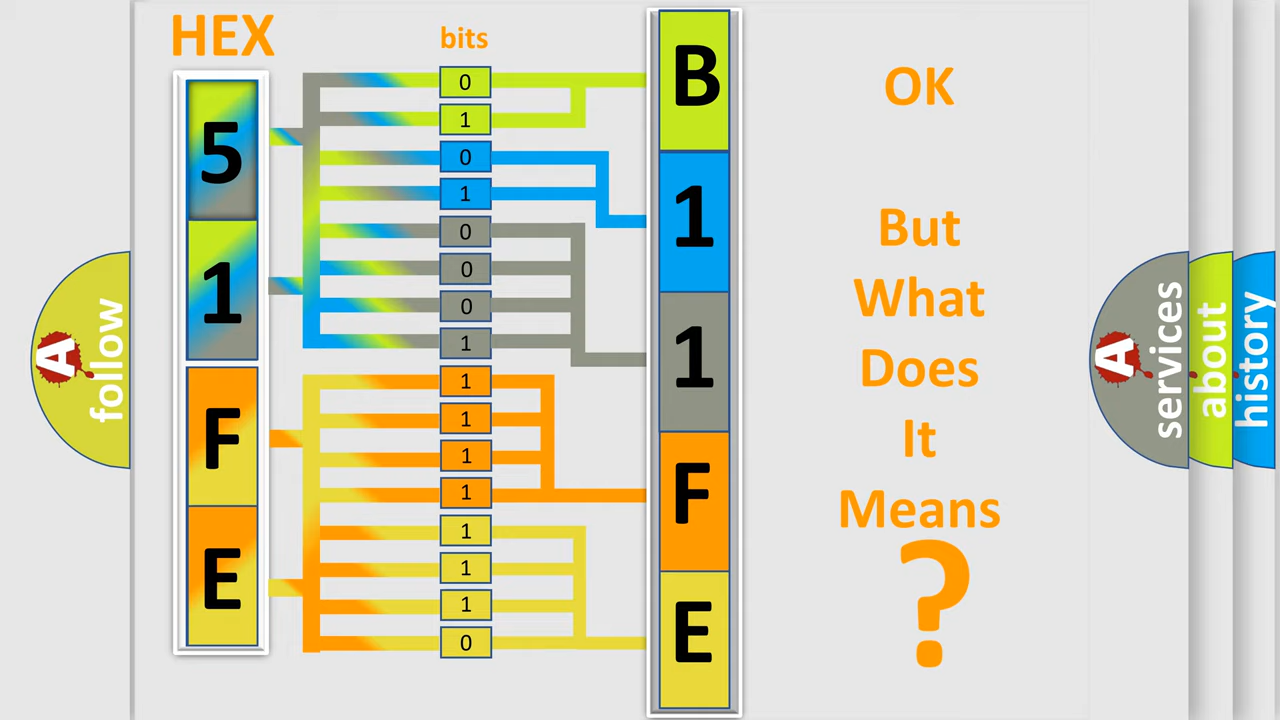 HEX
bits
5
1
F
E
0
1
0
1
0
0
0
1
1
1
1
1
1
1
1
0
B
1
1
F
E
OK
But
What
Does
It
Means
?
A
follow
A
services
about
history